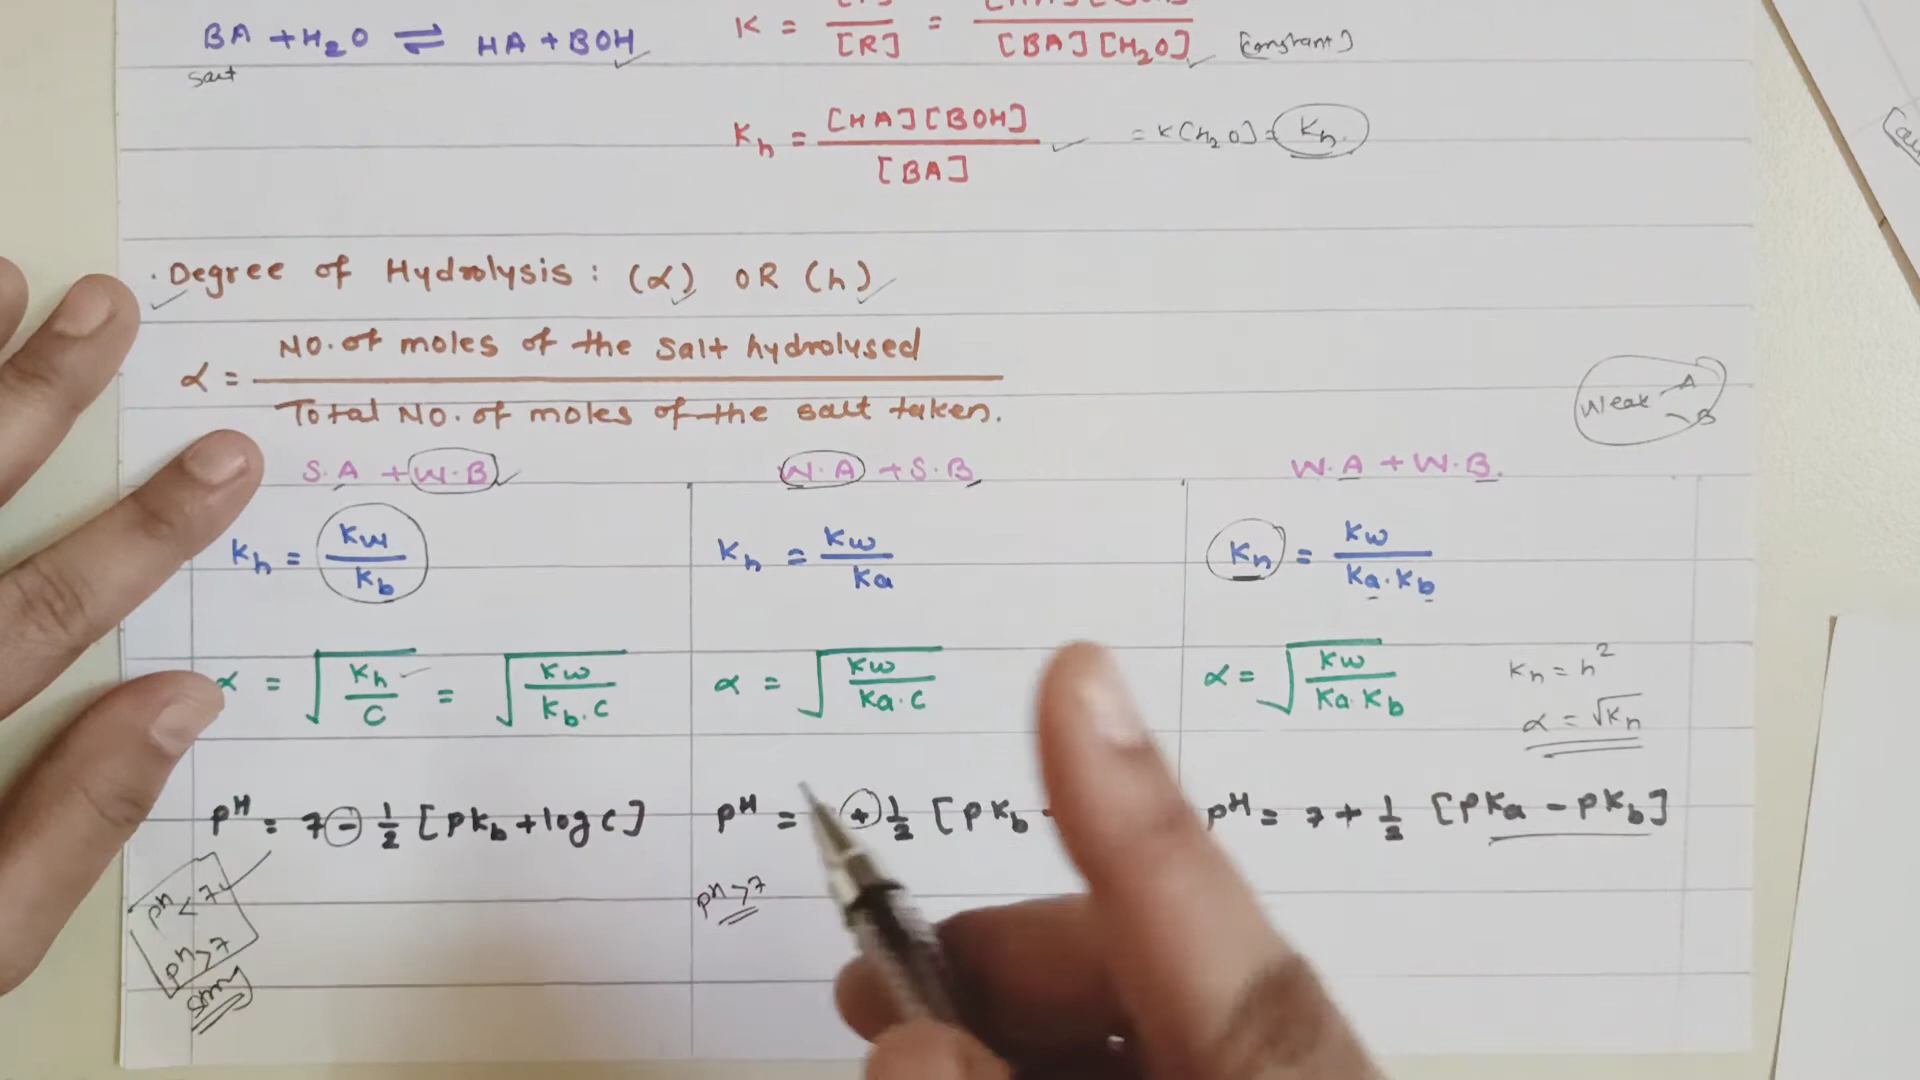 BA + H2O ⇌ HA + BOH
salt
K = / [R] = / [BA][H2O] [constant]
Kh = [HA][BOH] / [BA] = K[H2O] = Kh
. Degree of Hydrolysis : (α) OR (h)
α = No. of moles of the salt hydrolysed / Total No. of moles of the salt taken.
Weak A B
S.A + W.B W.A + S.B W.A + W.B.
Kh = Kw / Kb Kh = Kw / Ka Kh = Kw / Ka.Kb
α = √(Kh / C) = √(Kw / Kb.C) α = √(Kw / Ka.C) α = √(Kw / Ka.Kb) Kh = h²
α = √Kh
pH = 7 - 1/2 [pKb + log C] pH = + 1/2 [pKb pH = 7 + 1/2 [pKa - pKb]
pH < 7 pH > 7
pH > 7